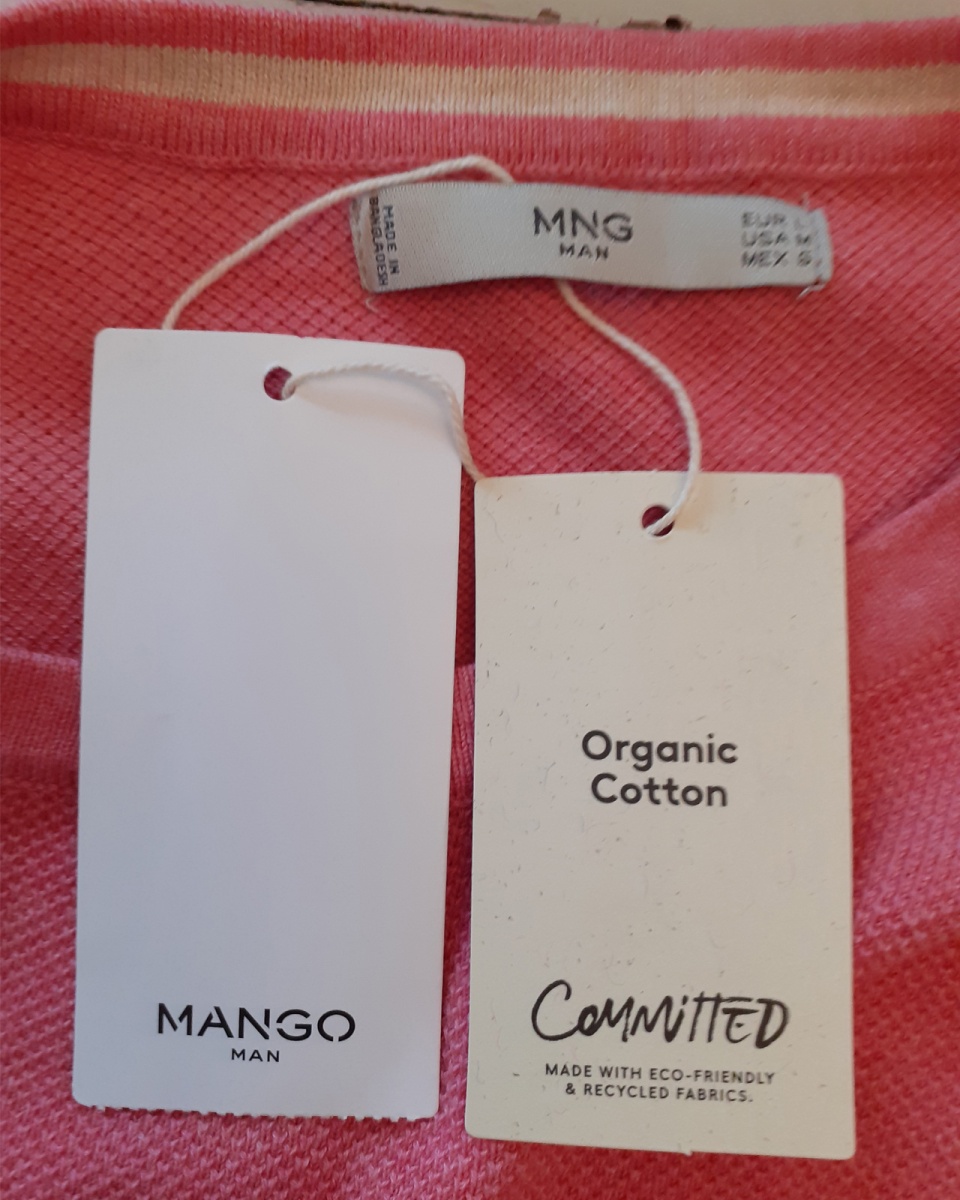 MADE IN
BANGLADESH
MNG
MAN
EUR L
USA M
MEX S
MANGO
MAN
Organic
Cotton
COMMITTED
MADE WITH ECO-FRIENDLY
& RECYCLED FABRICS.